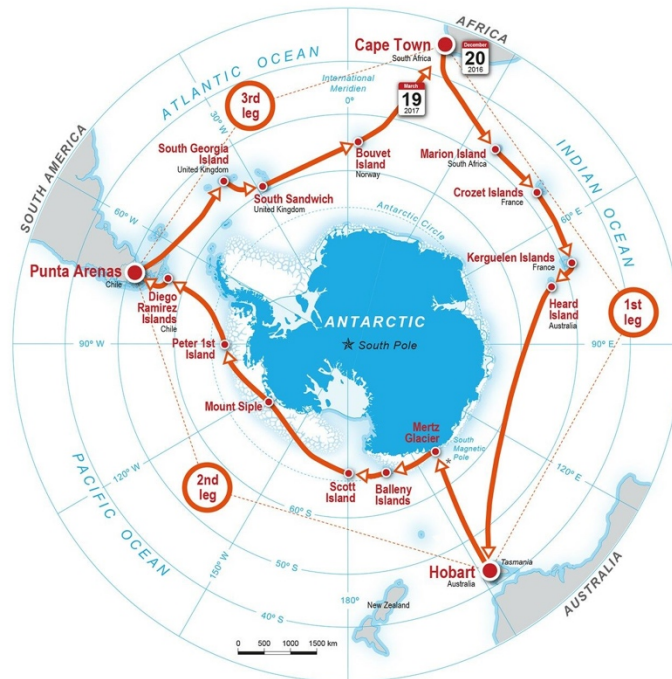 AFRICA
Cape Town
South Africa
December
20
2016
ATLANTIC OCEAN
International
Meridien
0°
March
19
2017
3rd
leg
30° W
INDIAN OCEAN
South Georgia
Island
United Kingdom
Bouvet
Island
Norway
Marion Island
South Africa
SOUTH AMERICA
South Sandwich
United Kingdom
Crozet Islands
France
60° W
Antarctic Circle
60° E
Punta Arenas
Chile
Kerguelen Islands
France
Diego
Ramirez
Islands
Chile
Heard
Island
Australia
1st
leg
ANTARCTIC
South Pole
90° W
Peter 1st
Island
90° E
Mount Siple
Mertz
Glacier
South
Magnetic
Pole
PACIFIC OCEAN
120° W
2nd
leg
Scott
Island
Balleny
Islands
120° E
60° S
150° W
50° S
Hobart
Australia
Tasmania
AUSTRALIA
40° S
180°
New Zealand
0 500 1000 1500 km